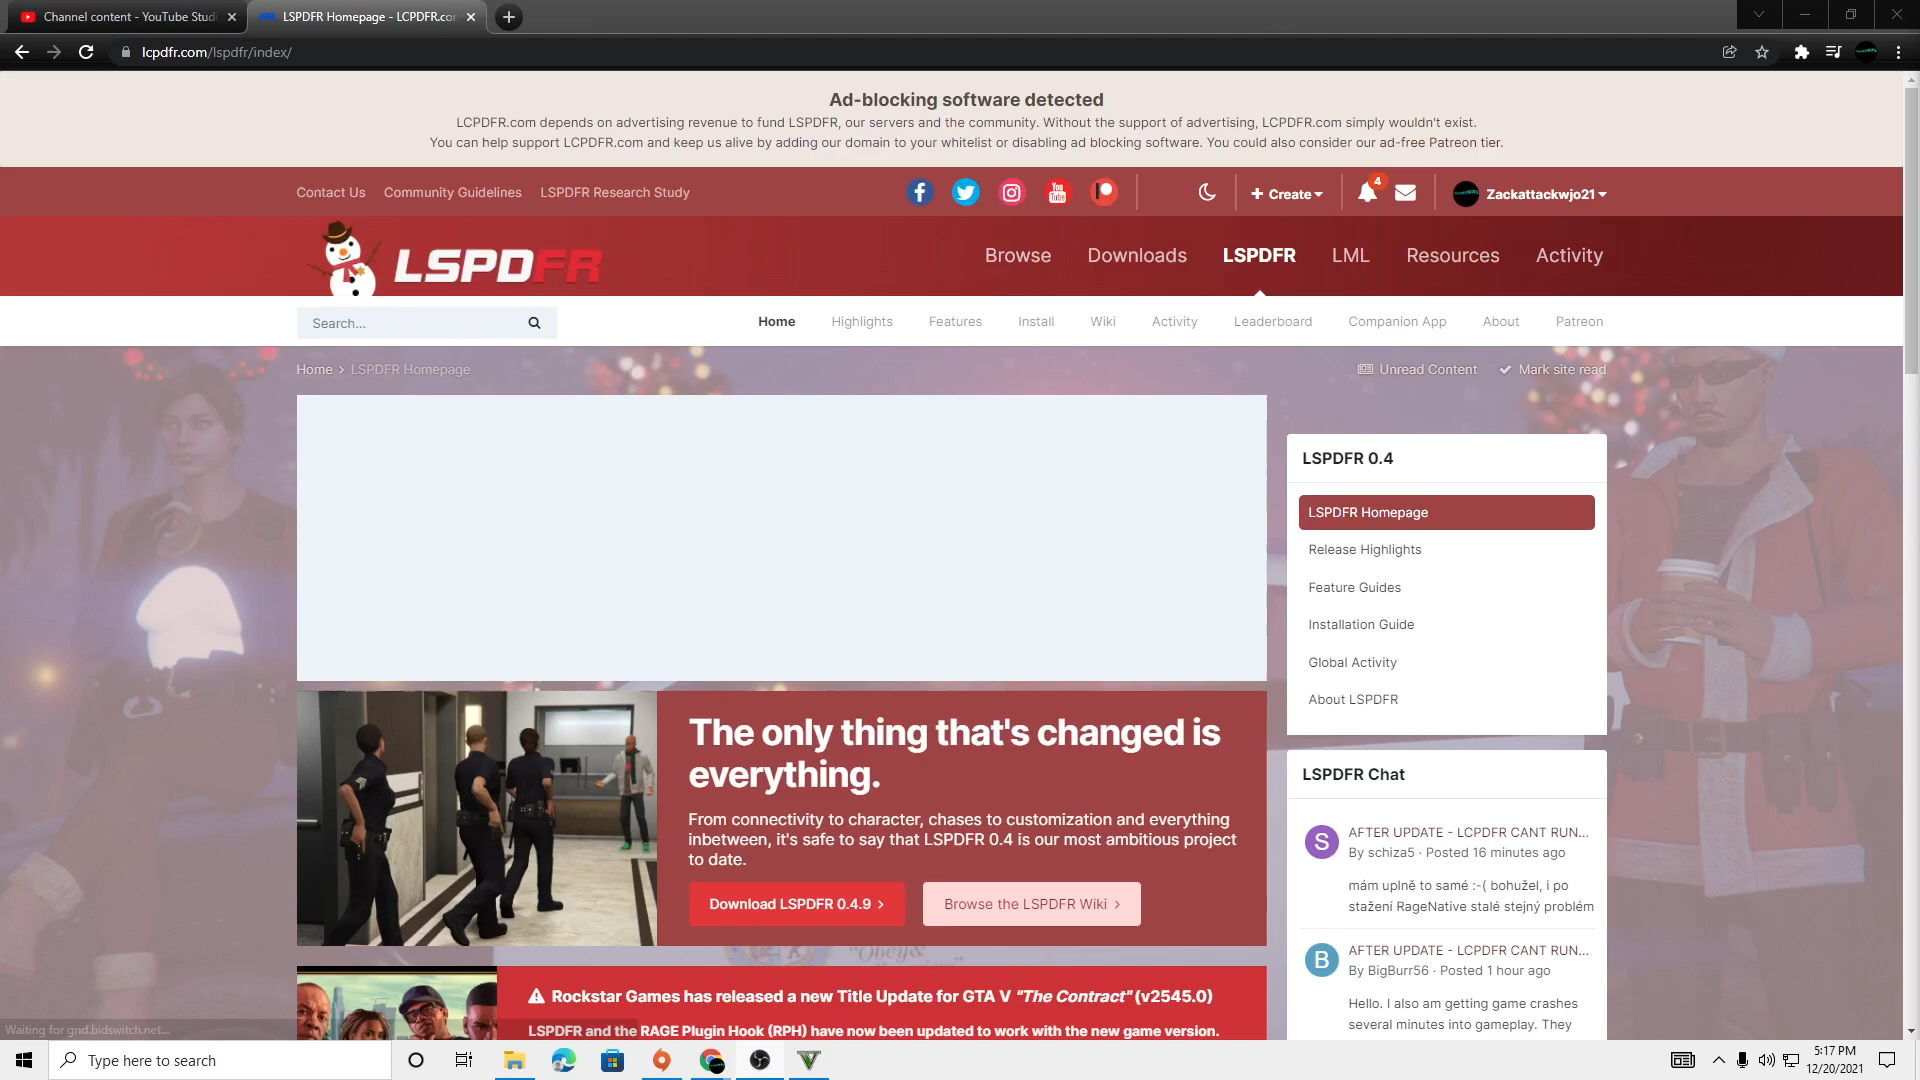 Channel content - YouTube Studi
LSPDFR Homepage - LCPDFR.co
lcpdfr.com/lspdfr/index/
Ad-blocking software detected
LCPDFR.com depends on advertising revenue to fund LSPDFR, our servers and the community. Without the support of advertising, LCPDFR.com simply wouldn't exist.
You can help support LCPDFR.com and keep us alive by adding our domain to your whitelist or disabling ad blocking software. You could also consider our ad-free Patreon tier.
Contact Us Community Guidelines LSPDFR Research Study
You Tube
+ Create
4
Zackattackwjo21
LSPDFR
Browse Downloads LSPDFR LML Resources Activity
Search...
Home Highlights Features Install Wiki Activity Leaderboard Companion App About Patreon
Home > LSPDFR Homepage
Unread Content Mark site read
LSPDFR 0.4
LSPDFR Homepage
Release Highlights
Feature Guides
Installation Guide
Global Activity
About LSPDFR
The only thing that's changed is
everything.
From connectivity to character, chases to customization and everything
inbetween, it's safe to say that LSPDFR 0.4 is our most ambitious project
to date.
Download LSPDFR 0.4.9 >
Browse the LSPDFR Wiki >
"Obey &
LSPDFR Chat
S
AFTER UPDATE - LCPDFR CANT RUN...
By schiza5 · Posted 16 minutes ago
mám uplně to samé :-( bohužel, i po
stažení RageNative stalé stejný problém
B
AFTER UPDATE - LCPDFR CANT RUN...
By BigBurr56 · Posted 1 hour ago
Hello. I also am getting game crashes
several minutes into gameplay. They
Rockstar Games has released a new Title Update for GTA V "The Contract" (v2545.0)
LSPDFR and the RAGE Plugin Hook (RPH) have now been updated to work with the new game version.
Waiting for grid.bidswitch.net...
Type here to search
5:17 PM
12/20/2021